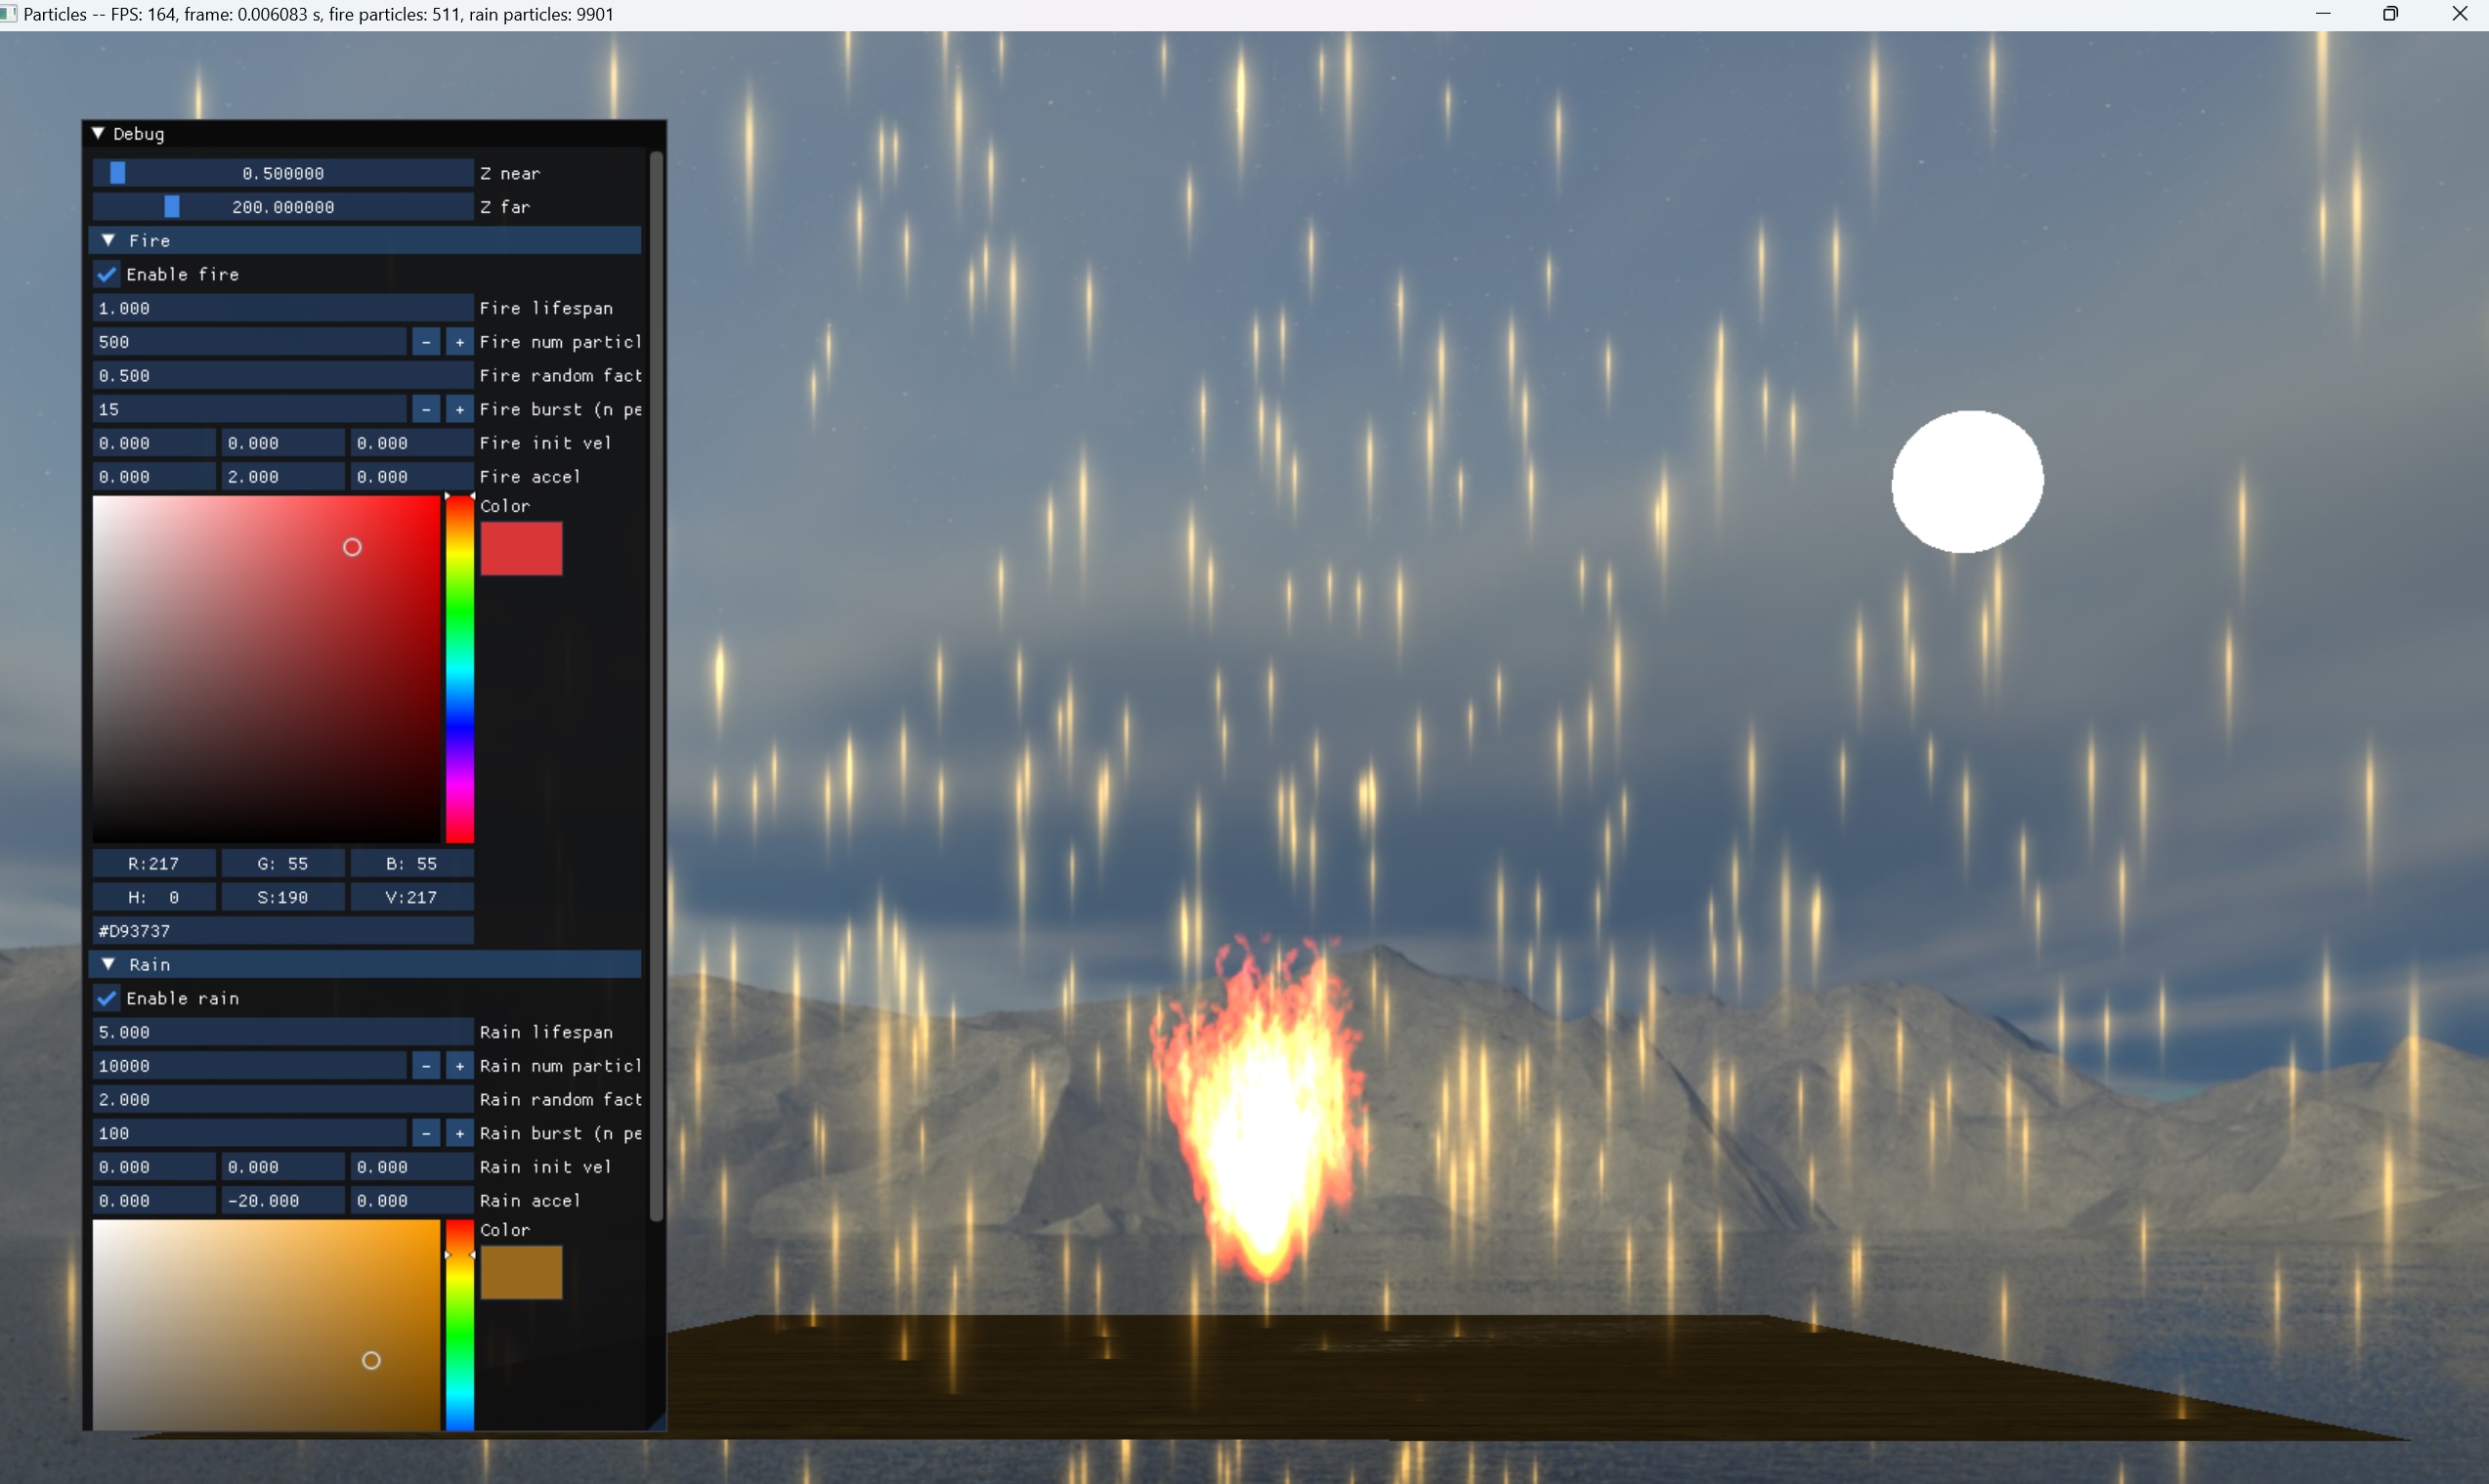 Particles -- FPS: 164, frame: 0.006083 s, fire particles: 511, rain particles: 9901
Debug
0.500000 Z near
200.000000 Z far
Fire
Enable fire
1.000 Fire lifespan
500 - + Fire num particl
0.500 Fire random fact
15 - + Fire burst (n pe
0.000 0.000 0.000 Fire init vel
0.000 2.000 0.000 Fire accel
Color
R:217 G: 55 B: 55
H: 0 S:190 V:217
#D93737
Rain
Enable rain
5.000 Rain lifespan
10000 - + Rain num particl
2.000 Rain random fact
100 - + Rain burst (n pe
0.000 0.000 0.000 Rain init vel
0.000 -20.000 0.000 Rain accel
Color